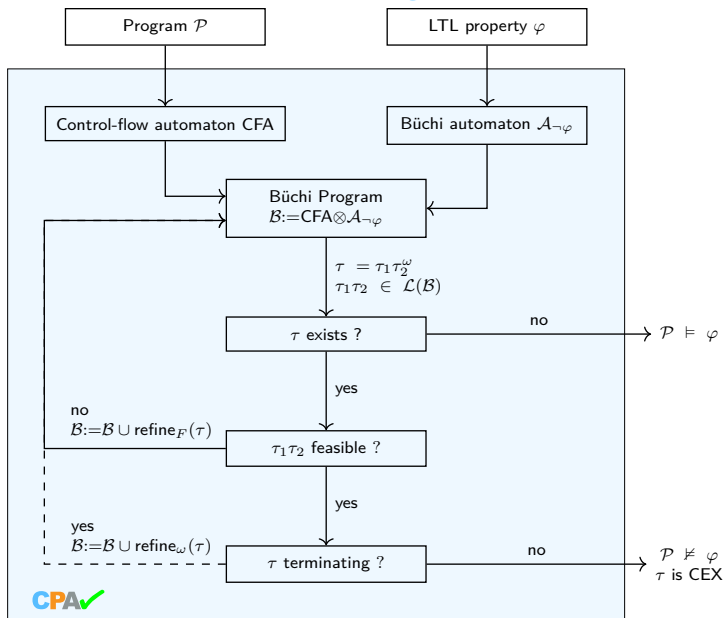 Program 𝒫
LTL property φ
Control-flow automaton CFA
Büchi automaton 𝒜¬φ
Büchi Program
ℬ:=CFA⊗𝒜¬φ
τ = τ₁τ₂^ω
τ₁τ₂ ∈ ℒ(ℬ)
τ exists ?
no
𝒫 ⊨ φ
yes
no
ℬ:=ℬ ∪ refine_F(τ)
τ₁τ₂ feasible ?
yes
yes
ℬ:=ℬ ∪ refine_ω(τ)
τ terminating ?
no
𝒫 ⊭ φ
τ is CEX
CPA✓